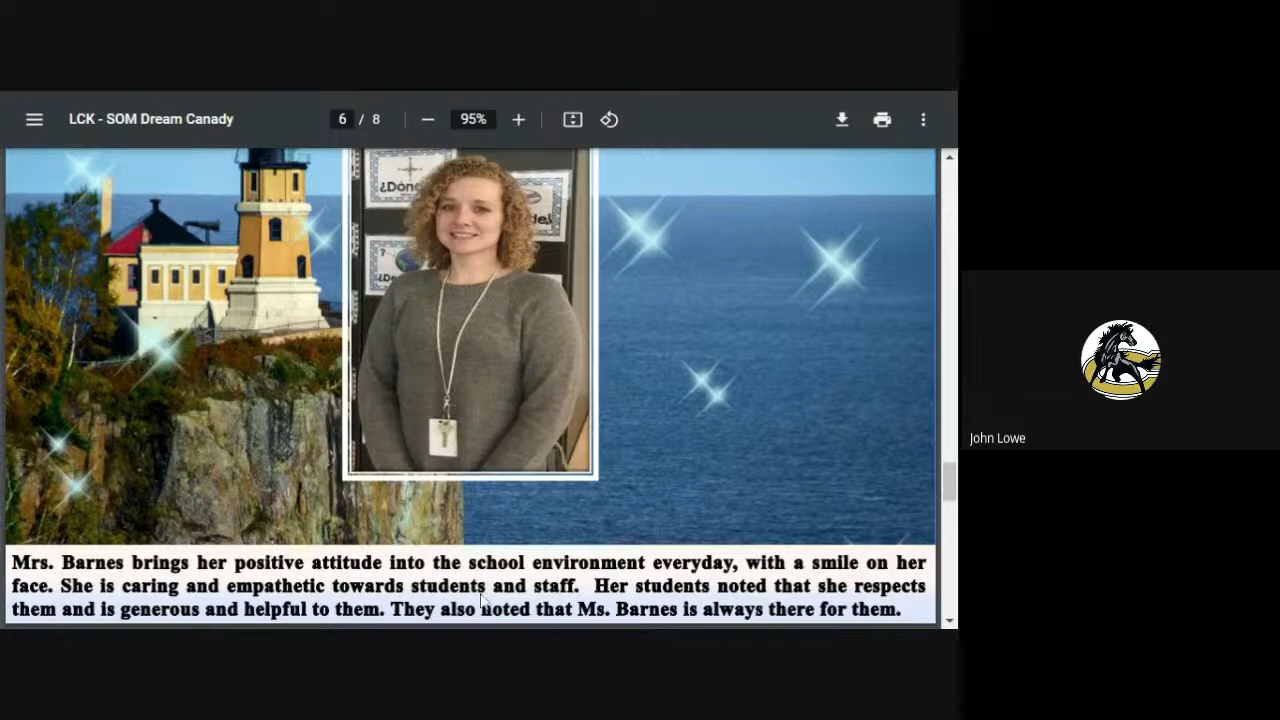 LCK - SOM Dream Canady
6 / 8
95%
¿Dónd
de
¿De
Mrs. Barnes brings her positive attitude into the school environment everyday, with a smile on her
face. She is caring and empathetic towards students and staff. Her students noted that she respects
them and is generous and helpful to them. They also noted that Ms. Barnes is always there for them.
John Lowe